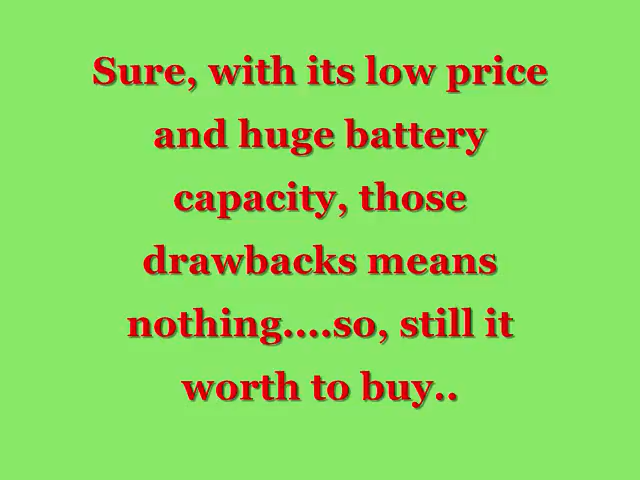 Sure, with its low price
and huge battery
capacity, those
drawbacks means
nothing....so, still it
worth to buy..